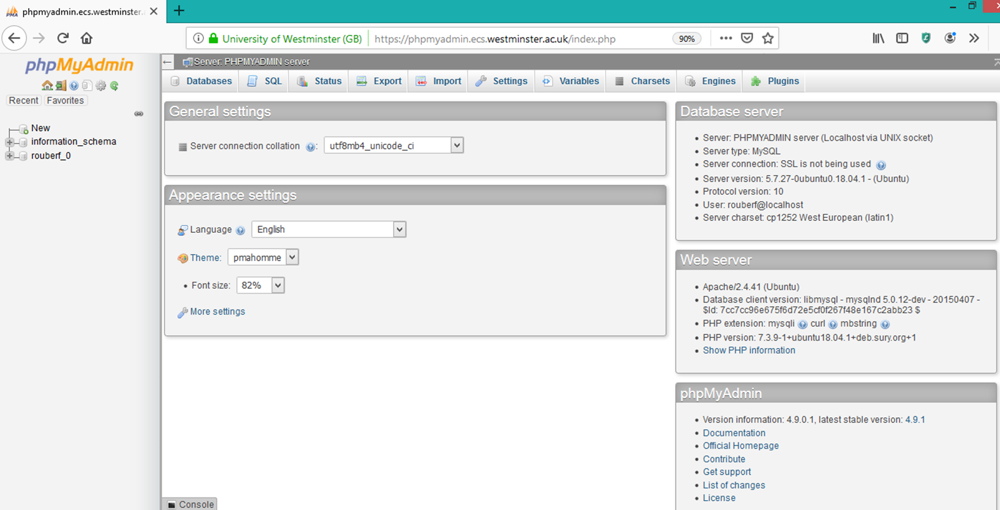 phpmyadmin.ecs.westminster.
University of Westminster (GB)
https://phpmyadmin.ecs.westminster.ac.uk/index.php
90%
phpMyAdmin
Recent
Favorites
New
information_schema
rouberf_0
Server: PHPMYADMIN server
Databases
SQL
Status
Export
Import
Settings
Variables
Charsets
Engines
Plugins
General settings
Server connection collation :
utf8mb4_unicode_ci
Appearance settings
Language
English
Theme:
pmahomme
Font size:
82%
More settings
Console
Database server
Server: PHPMYADMIN server (Localhost via UNIX socket)
Server type: MySQL
Server connection: SSL is not being used
Server version: 5.7.27-0ubuntu0.18.04.1 - (Ubuntu)
Protocol version: 10
User: rouberf@localhost
Server charset: cp1252 West European (latin1)
Web server
Apache/2.4.41 (Ubuntu)
Database client version: libmysql - mysqlnd 5.0.12-dev - 20150407 -
$Id: 7cc7cc96e675f6d72e5cf0f267f48e167c2abb23 $
PHP extension: mysqli curl mbstring
PHP version: 7.3.9-1+ubuntu18.04.1+deb.sury.org+1
Show PHP information
phpMyAdmin
Version information: 4.9.0.1, latest stable version: 4.9.1
Documentation
Official Homepage
Contribute
Get support
List of changes
License